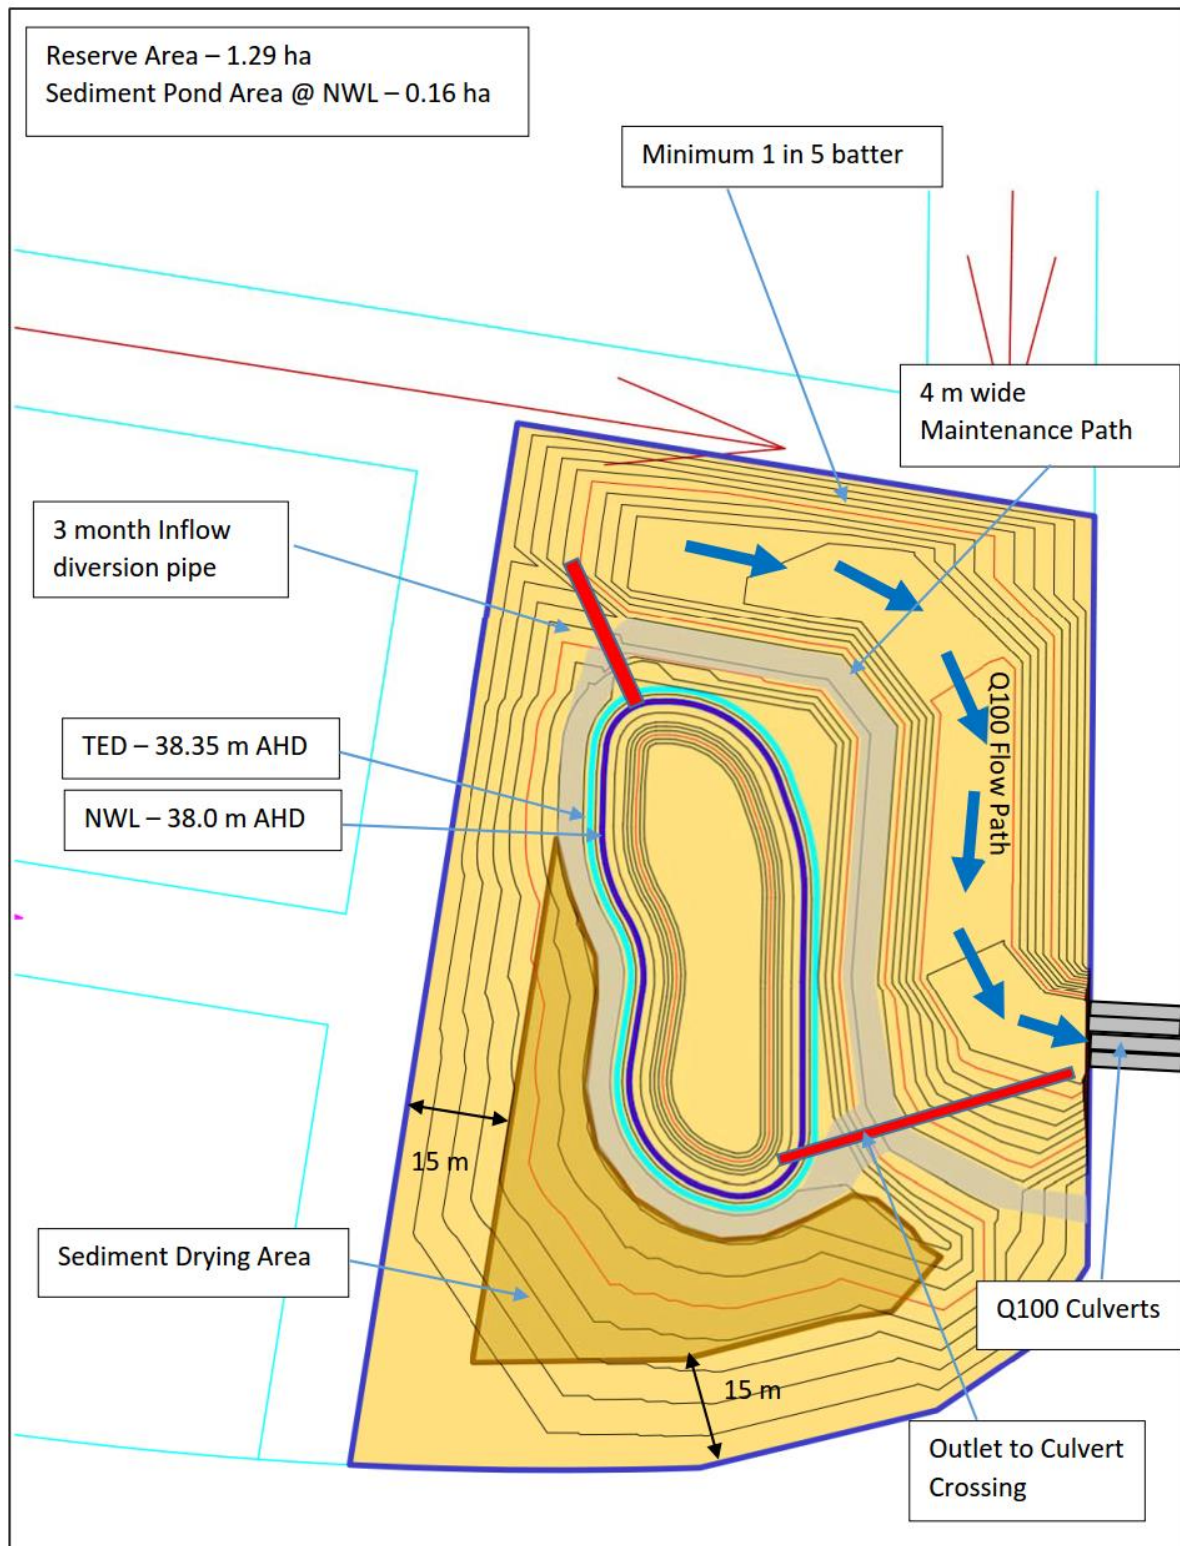 Reserve Area – 1.29 ha
Sediment Pond Area @ NWL – 0.16 ha
Minimum 1 in 5 batter
4 m wide
Maintenance Path
3 month Inflow
diversion pipe
Q100 Flow Path
TED – 38.35 m AHD
NWL – 38.0 m AHD
15 m
Sediment Drying Area
Q100 Culverts
15 m
Outlet to Culvert
Crossing